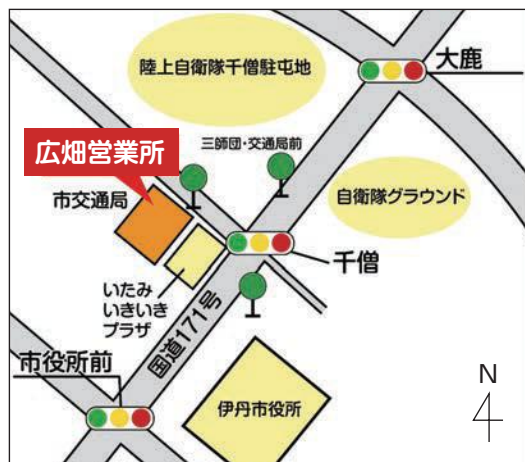 大鹿
陸上自衛隊千僧駐屯地
三師団・交通局前
広畑営業所
市交通局
自衛隊グラウンド
千僧
いたみ
いきいき
プラザ
国道171号
市役所前
伊丹市役所
N